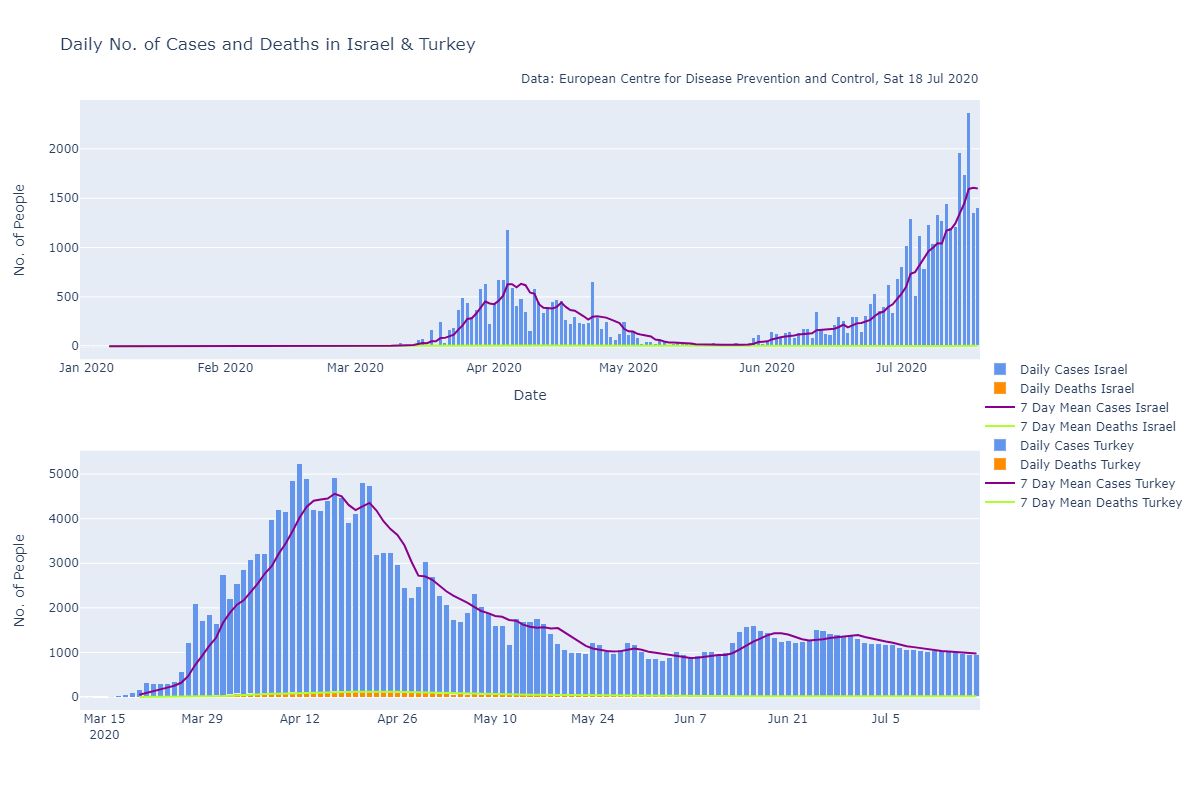 Daily No. of Cases and Deaths in Israel & Turkey
Data: European Centre for Disease Prevention and Control, Sat 18 Jul 2020
No. of People
2000
1500
1000
500
0
Jan 2020 Feb 2020 Mar 2020 Apr 2020 May 2020 Jun 2020 Jul 2020
Date
Daily Cases Israel
Daily Deaths Israel
7 Day Mean Cases Israel
7 Day Mean Deaths Israel
Daily Cases Turkey
Daily Deaths Turkey
7 Day Mean Cases Turkey
7 Day Mean Deaths Turkey
No. of People
5000
4000
3000
2000
1000
0
Mar 15 Mar 29 Apr 12 Apr 26 May 10 May 24 Jun 7 Jun 21 Jul 5
2020